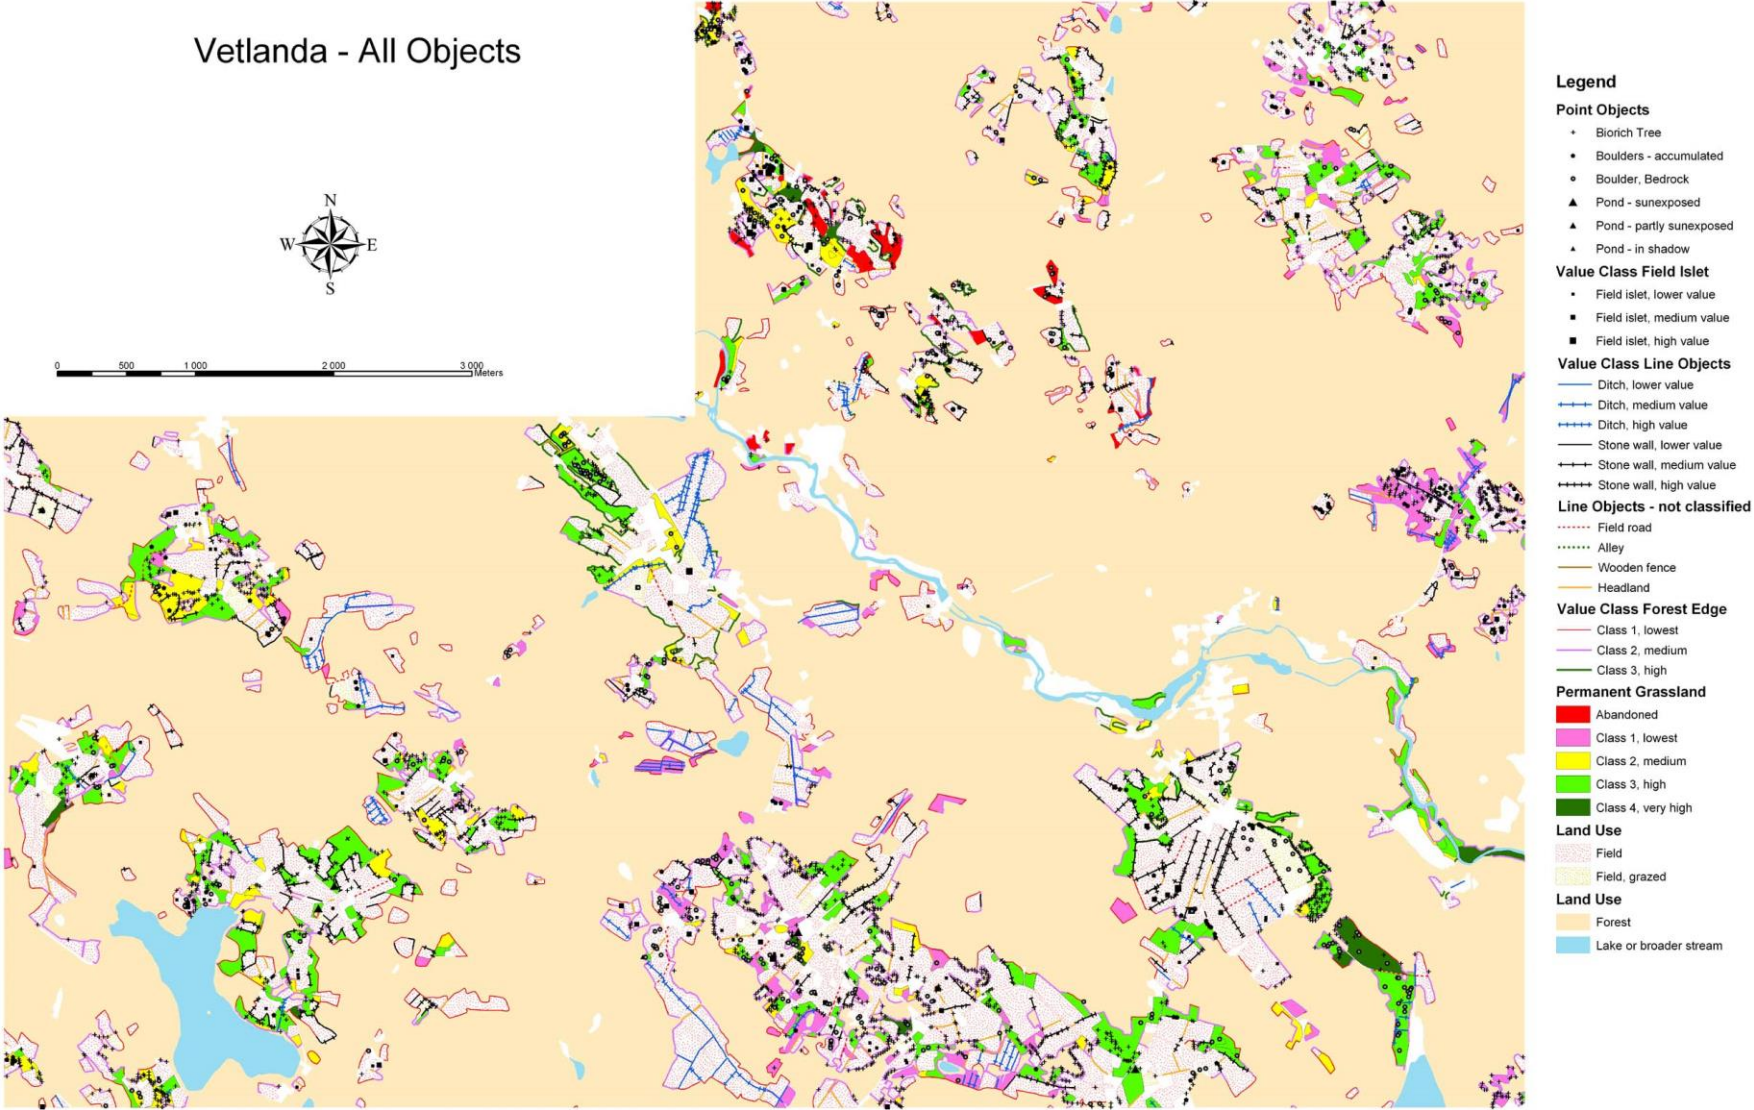 Vetlanda - All Objects
N
W E
S
0 500 1 000 2 000 3 000
Meters
Legend
Point Objects
Biorich Tree
Boulders - accumulated
Boulder, Bedrock
Pond - sunexposed
Pond - partly sunexposed
Pond - in shadow
Value Class Field Islet
Field islet, lower value
Field islet, medium value
Field islet, high value
Value Class Line Objects
Ditch, lower value
Ditch, medium value
Ditch, high value
Stone wall, lower value
Stone wall, medium value
Stone wall, high value
Line Objects - not classified
Field road
Alley
Wooden fence
Headland
Value Class Forest Edge
Class 1, lowest
Class 2, medium
Class 3, high
Permanent Grassland
Abandoned
Class 1, lowest
Class 2, medium
Class 3, high
Class 4, very high
Land Use
Field
Field, grazed
Land Use
Forest
Lake or broader stream